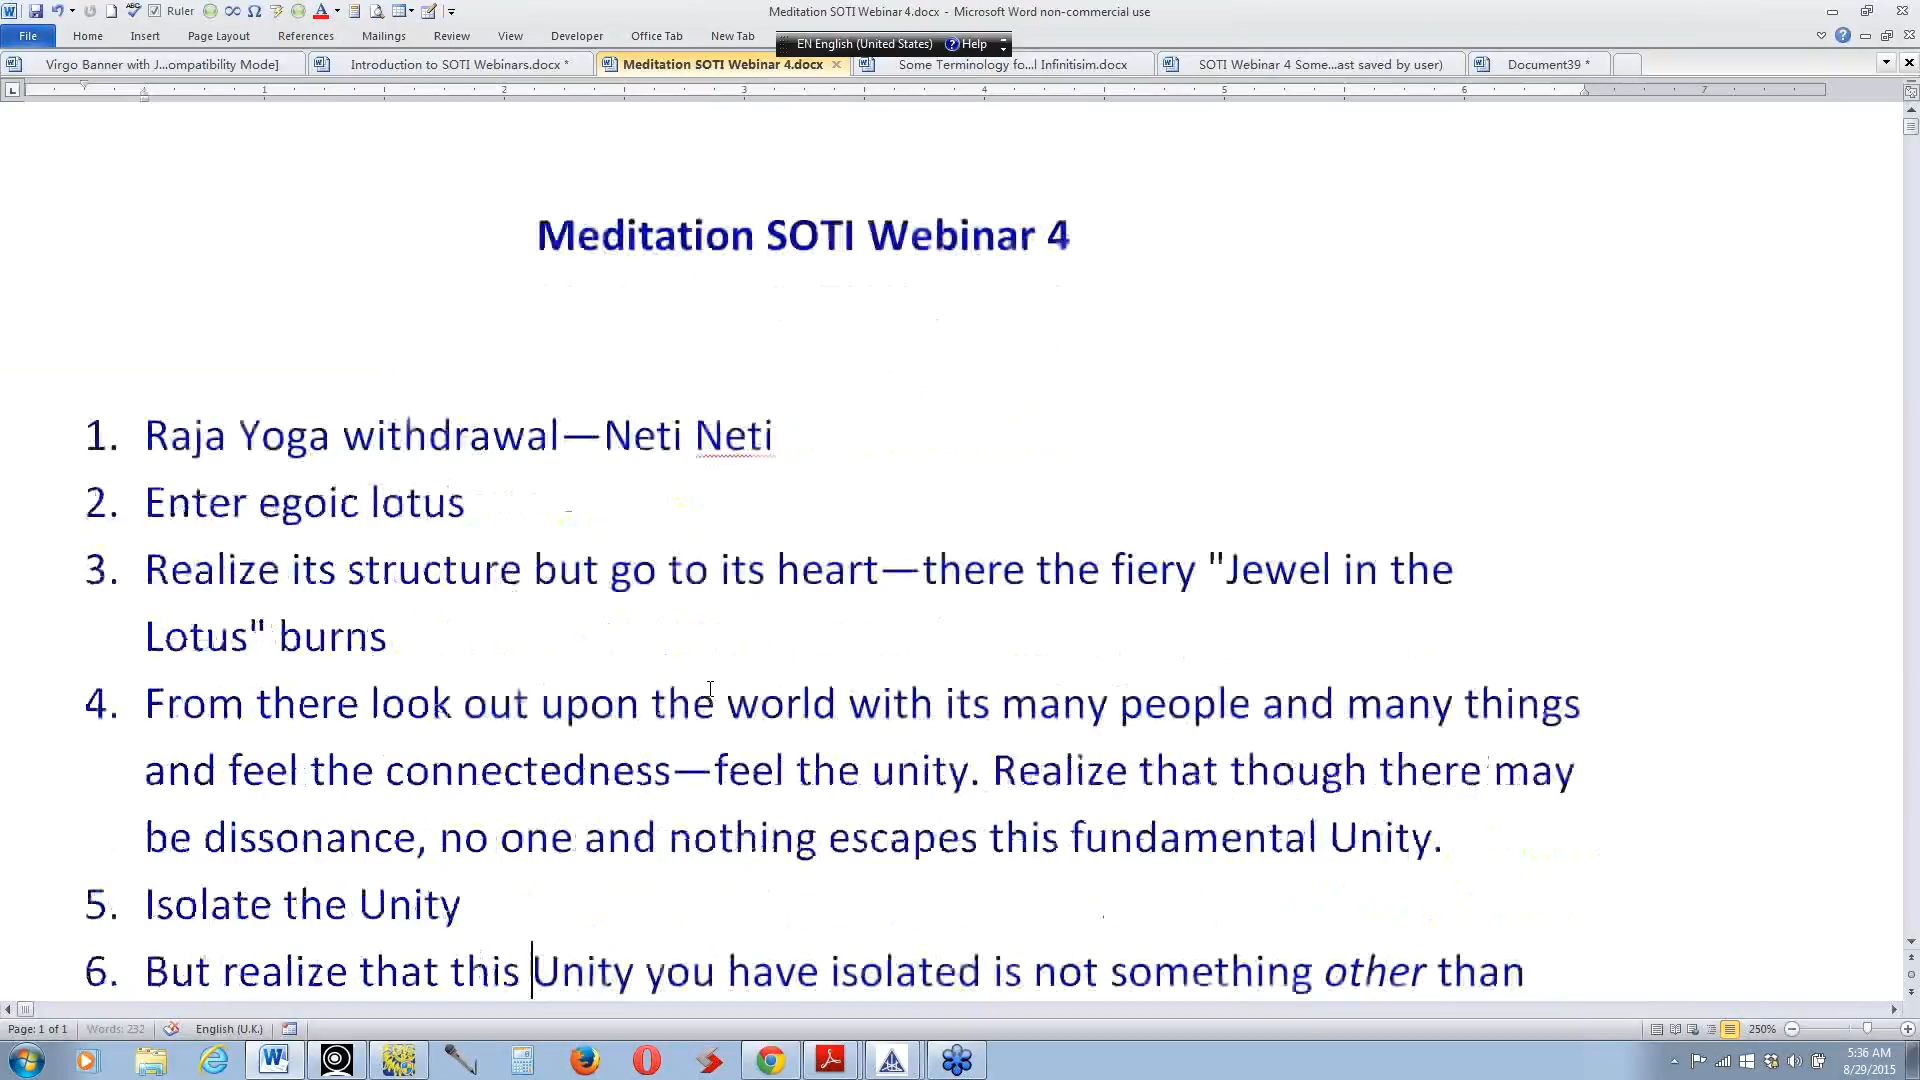 Meditation SOTI Webinar 4.docx - Microsoft Word non-commercial use
Ruler
File Home Insert Page Layout References Mailings Review View Developer Office Tab New Tab
EN English (United States) Help
Virgo Banner with J...ompatibility Mode] Introduction to SOTI Webinars.docx * Meditation SOTI Webinar 4.docx Some Terminology fo...l Infinitisim.docx SOTI Webinar 4 Some...ast saved by user) Document39 *
1 2 3 4 5 6 7
Meditation SOTI Webinar 4
1. Raja Yoga withdrawal—Neti Neti
2. Enter egoic lotus
3. Realize its structure but go to its heart—there the fiery "Jewel in the
Lotus" burns
4. From there look out upon the world with its many people and many things
and feel the connectedness—feel the unity. Realize that though there may
be dissonance, no one and nothing escapes this fundamental Unity.
5. Isolate the Unity
6. But realize that this Unity you have isolated is not something other than
Page: 1 of 1 Words: 232 English (U.K.) 250%
5:36 AM
8/29/2015